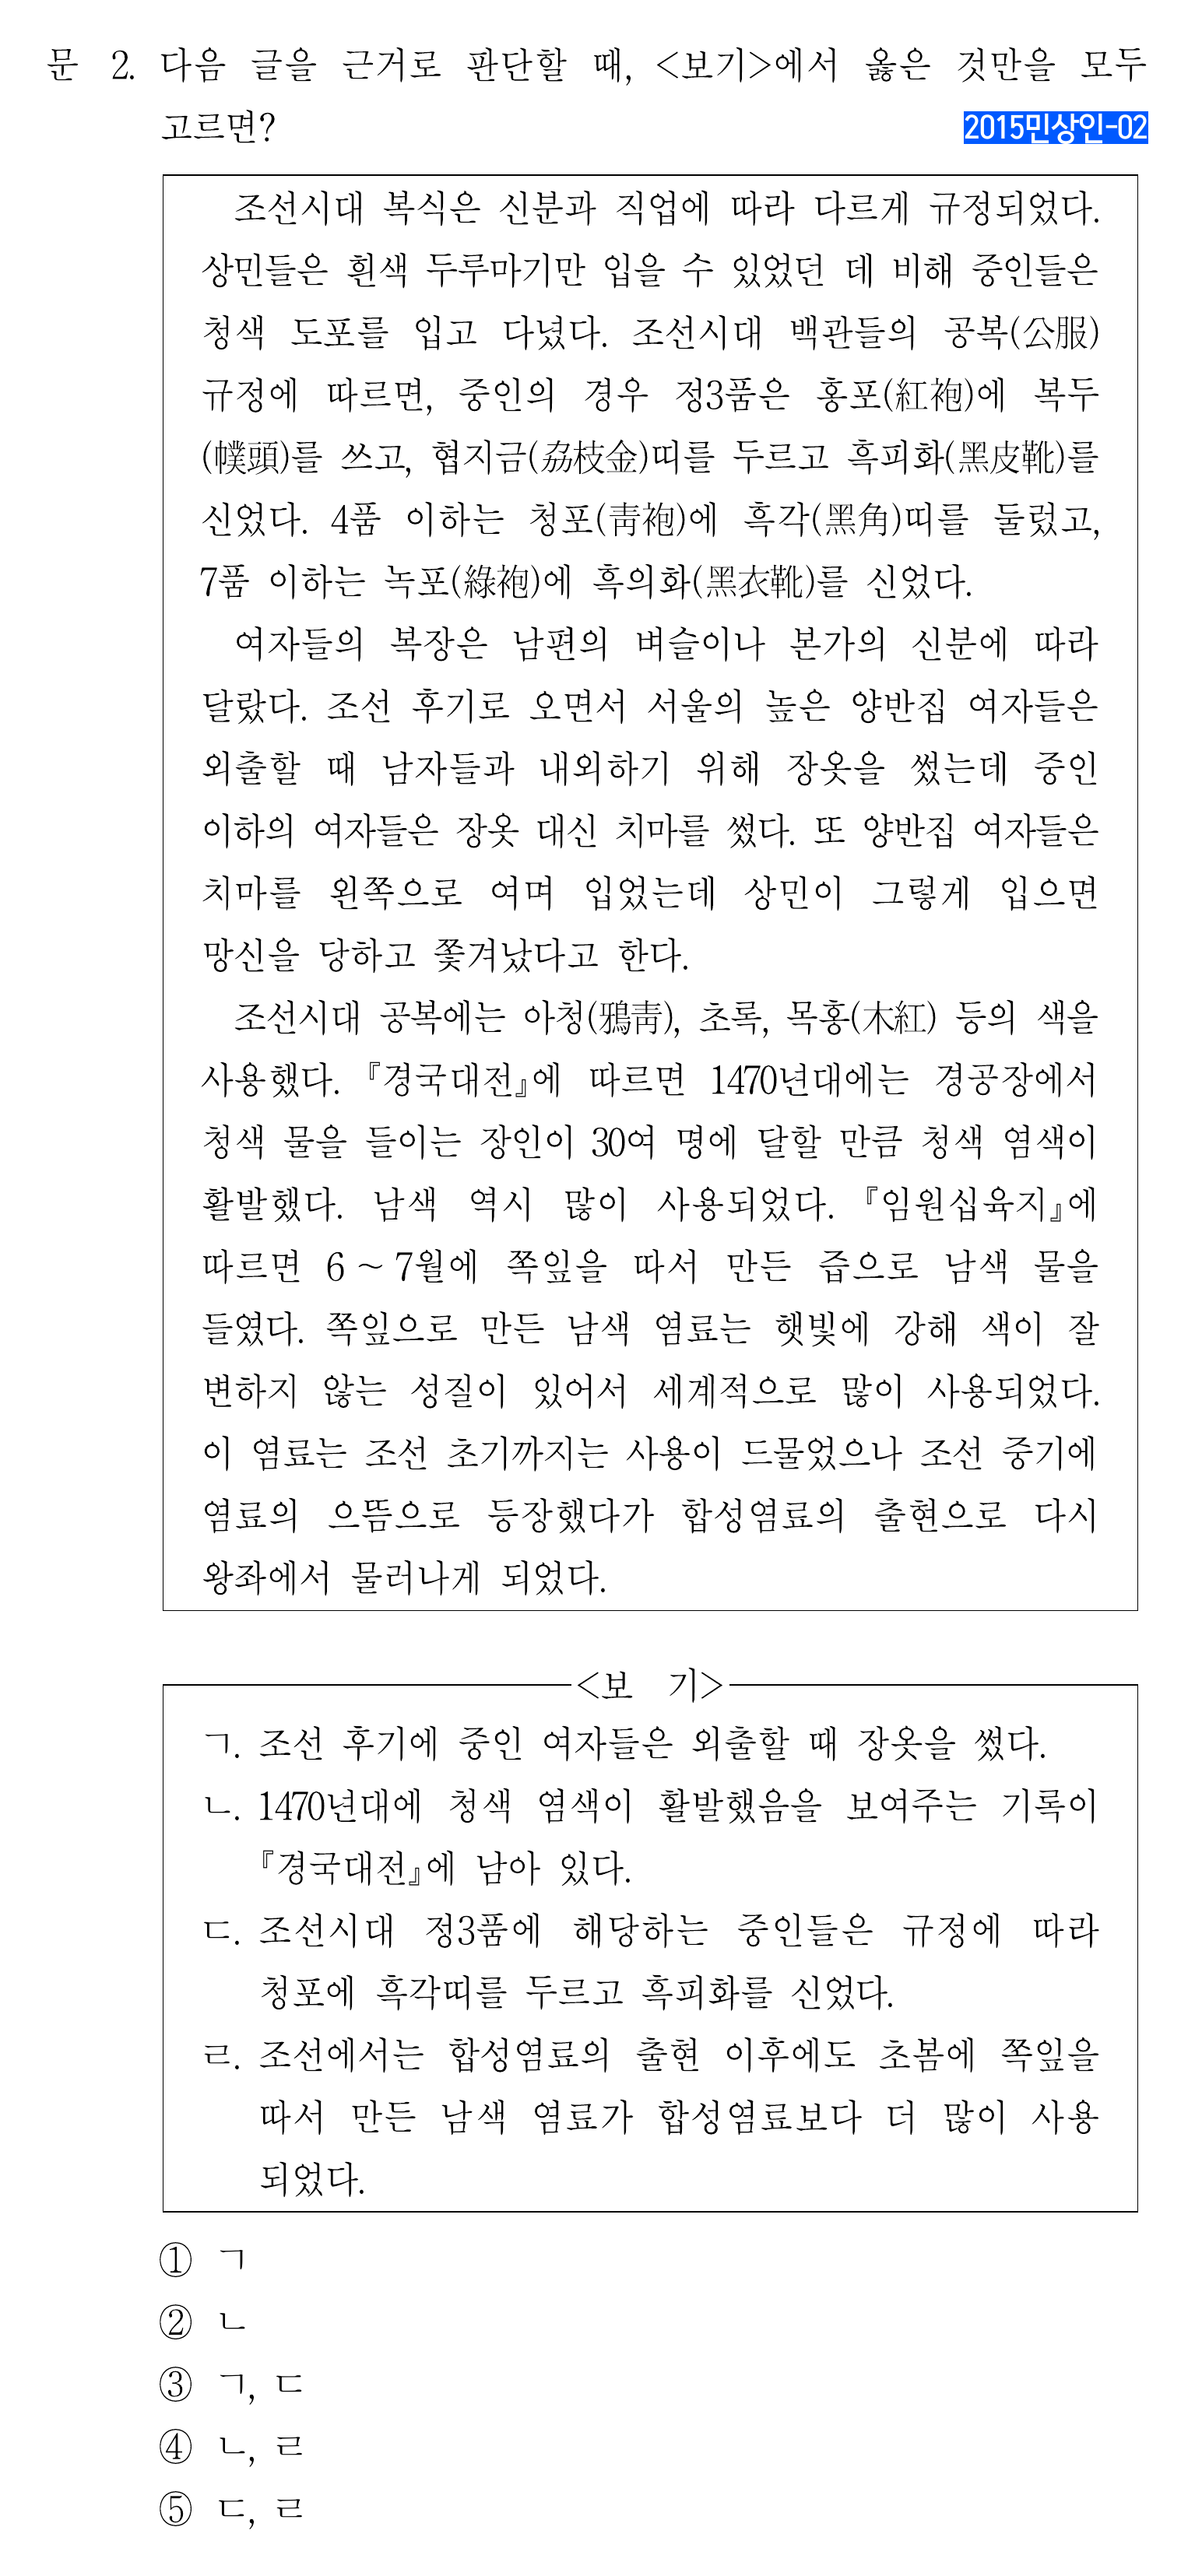 문 2. 다음 글을 근거로 판단할 때, <보기>에서 옳은 것만을 모두
고르면?
2015민상인-02
조선시대 복식은 신분과 직업에 따라 다르게 규정되었다.
상민들은 흰색 두루마기만 입을 수 있었던 데 비해 중인들은
청색 도포를 입고 다녔다. 조선시대 백관들의 공복(公服)
규정에 따르면, 중인의 경우 정3품은 홍포(紅袍)에 복두
(幞頭)를 쓰고, 협지금(劦枝金)띠를 두르고 흑피화(黑皮靴)를
신었다. 4품 이하는 청포(靑袍)에 흑각(黑角)띠를 둘렀고,
7품 이하는 녹포(綠袍)에 흑의화(黑衣靴)를 신었다.
여자들의 복장은 남편의 벼슬이나 본가의 신분에 따라
달랐다. 조선 후기로 오면서 서울의 높은 양반집 여자들은
외출할 때 남자들과 내외하기 위해 장옷을 썼는데 중인
이하의 여자들은 장옷 대신 치마를 썼다. 또 양반집 여자들은
치마를 왼쪽으로 여며 입었는데 상민이 그렇게 입으면
망신을 당하고 쫓겨났다고 한다.
조선시대 공복에는 아청(鴉靑), 초록, 목홍(木紅) 등의 색을
사용했다. 『경국대전』에 따르면 1470년대에는 경공장에서
청색 물을 들이는 장인이 30여 명에 달할 만큼 청색 염색이
활발했다. 남색 역시 많이 사용되었다. 『임원십육지』에
따르면 6 ~ 7월에 쪽잎을 따서 만든 즙으로 남색 물을
들였다. 쪽잎으로 만든 남색 염료는 햇빛에 강해 색이 잘
변하지 않는 성질이 있어서 세계적으로 많이 사용되었다.
이 염료는 조선 초기까지는 사용이 드물었으나 조선 중기에
염료의 으뜸으로 등장했다가 합성염료의 출현으로 다시
왕좌에서 물러나게 되었다.
<보 기>
ㄱ. 조선 후기에 중인 여자들은 외출할 때 장옷을 썼다.
ㄴ. 1470년대에 청색 염색이 활발했음을 보여주는 기록이
『경국대전』에 남아 있다.
ㄷ. 조선시대 정3품에 해당하는 중인들은 규정에 따라
청포에 흑각띠를 두르고 흑피화를 신었다.
ㄹ. 조선에서는 합성염료의 출현 이후에도 초봄에 쪽잎을
따서 만든 남색 염료가 합성염료보다 더 많이 사용
되었다.
① ㄱ
② ㄴ
③ ㄱ, ㄷ
④ ㄴ, ㄹ
⑤ ㄷ, ㄹ